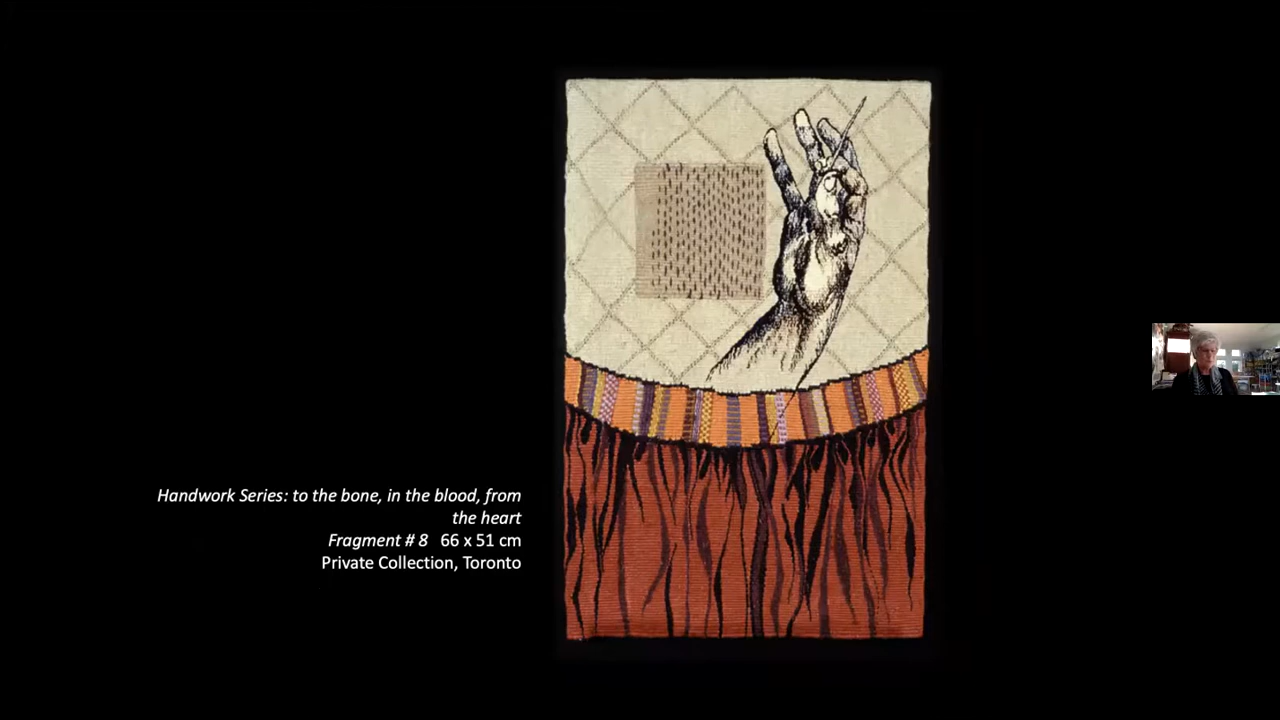 Handwork Series: to the bone, in the blood, from
the heart
Fragment # 8   66 x 51 cm
Private Collection, Toronto